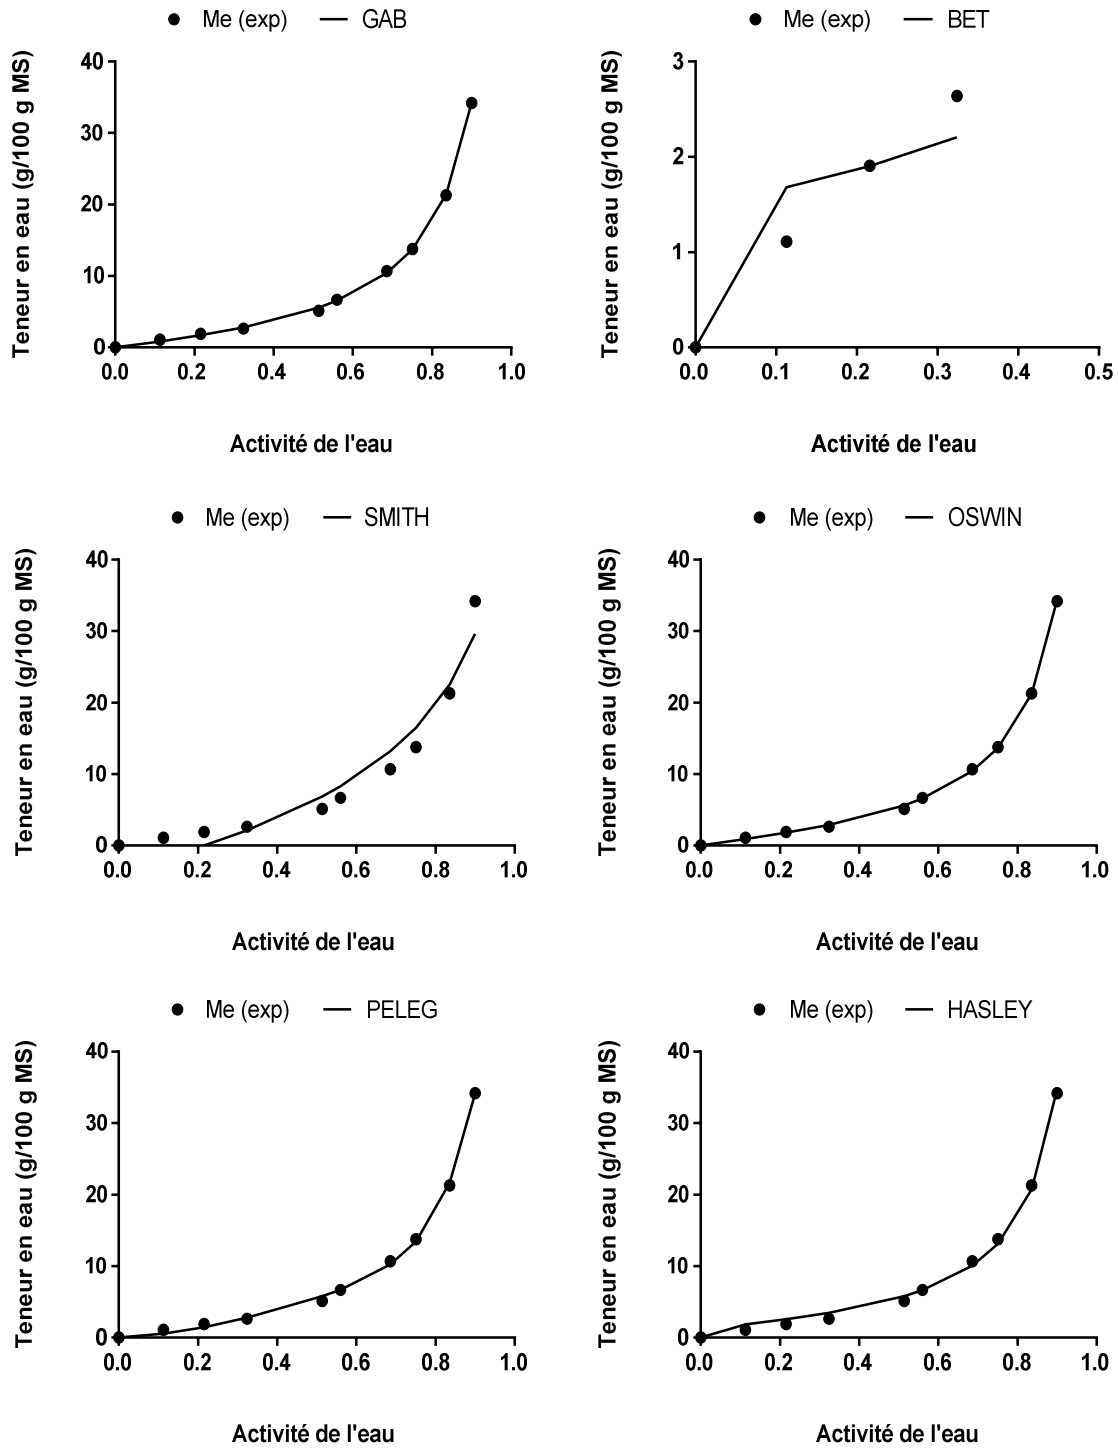 Me (exp) GAB
Teneur en eau (g/100 g MS)
40
30
20
10
0
0.0 0.2 0.4 0.6 0.8 1.0
Activité de l'eau
Me (exp) BET
Teneur en eau (g/100 g MS)
3
2
1
0
0.0 0.1 0.2 0.3 0.4 0.5
Activité de l'eau
Me (exp) SMITH
Teneur en eau (g/100 g MS)
40
30
20
10
0
0.0 0.2 0.4 0.6 0.8 1.0
Activité de l'eau
Me (exp) OSWIN
Teneur en eau (g/100 g MS)
40
30
20
10
0
0.0 0.2 0.4 0.6 0.8 1.0
Activité de l'eau
Me (exp) PELEG
Teneur en eau (g/100 g MS)
40
30
20
10
0
0.0 0.2 0.4 0.6 0.8 1.0
Activité de l'eau
Me (exp) HASLEY
Teneur en eau (g/100 g MS)
40
30
20
10
0
0.0 0.2 0.4 0.6 0.8 1.0
Activité de l'eau